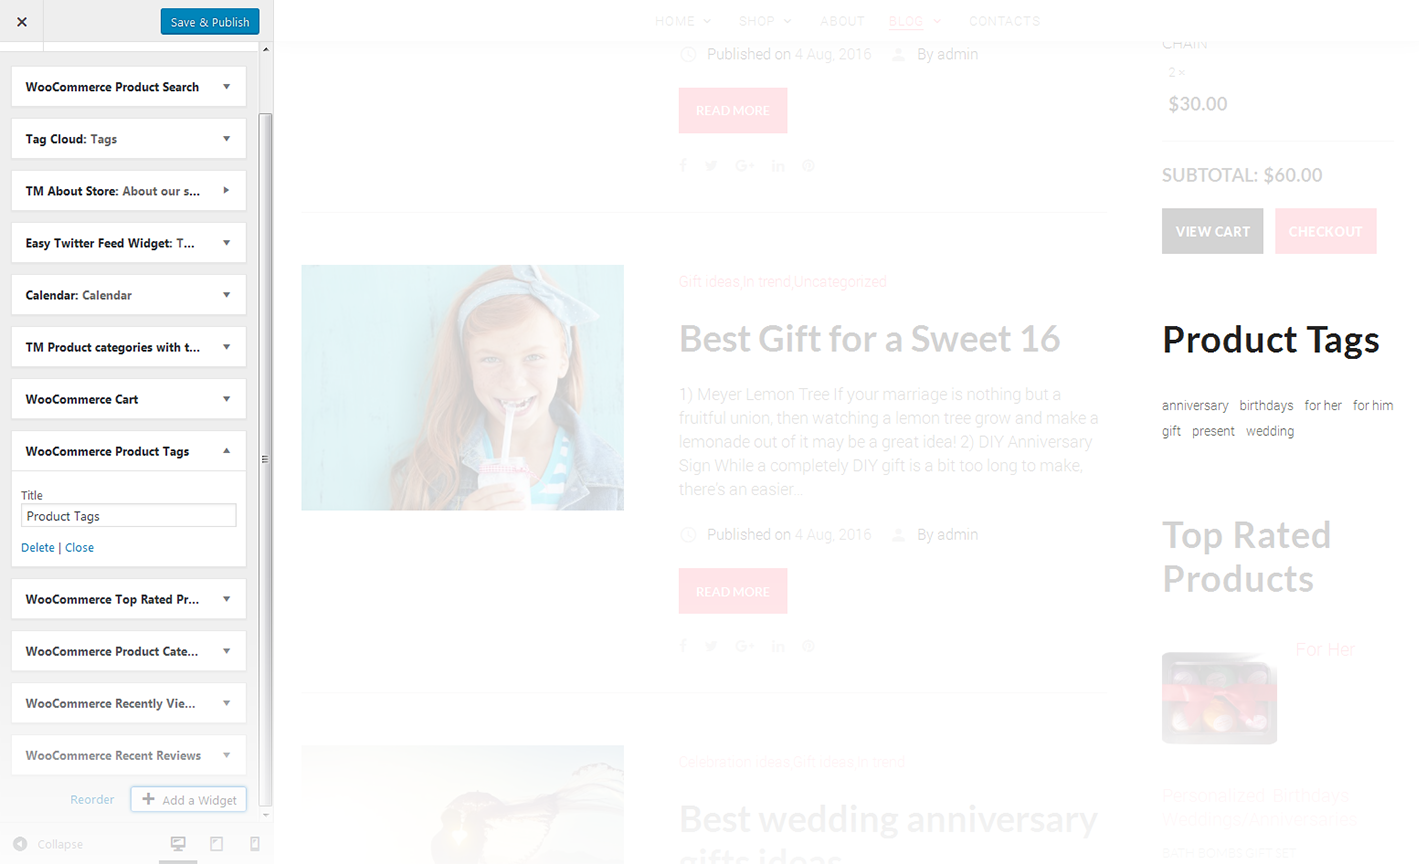 Save & Publish
WooCommerce Product Search
Tag Cloud: Tags
TM About Store: About our s...
Easy Twitter Feed Widget: T...
Calendar: Calendar
TM Product categories with t...
WooCommerce Cart
WooCommerce Product Tags
Title
Product Tags
Delete | Close
WooCommerce Top Rated Pr...
WooCommerce Product Cate...
WooCommerce Recently Vie...
WooCommerce Recent Reviews
Reorder
Add a Widget
Collapse
HOME SHOP ABOUT BLOG CONTACTS
Published on 4 Aug, 2016 By admin
READ MORE
Gift ideas,In trend,Uncategorized
Best Gift for a Sweet 16
1) Meyer Lemon Tree If your marriage is nothing but a
fruitful union, then watching a lemon tree grow and make a
lemonade out of it may be a great idea! 2) DIY Anniversary
Sign While a completely DIY gift is a bit too long to make,
there's an easier...
Published on 4 Aug, 2016 By admin
READ MORE
Celebration ideas,Gift ideas,In trend
Best wedding anniversary
gifts ideas
CHAIN
2 ×
$30.00
SUBTOTAL: $60.00
VIEW CART CHECKOUT
Product Tags
anniversary birthdays for her for him
gift present wedding
Top Rated
Products
For Her
Personalized Birthdays
Weddings/Anniversaries
BATH BOMBS GIFT SET